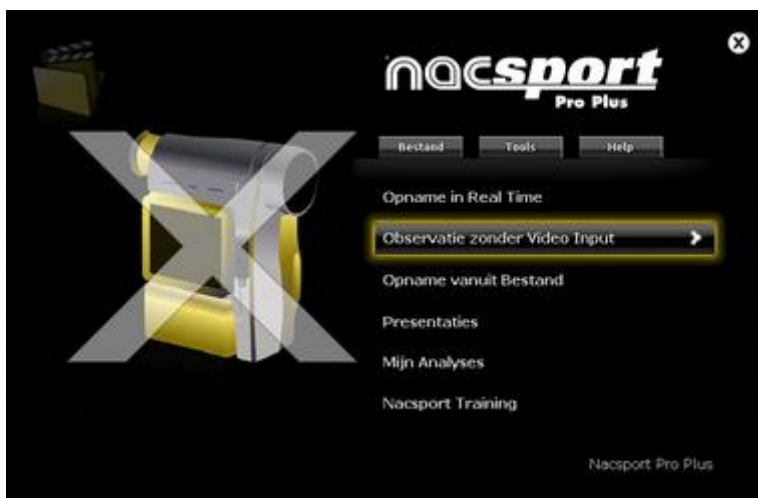 nacsport
Pro Plus
Bestand Tools Help
Opname in Real Time
Observatie zonder Video Input
Opname vanuit Bestand
Presentaties
Mijn Analyses
Nacsport Training
Nacsport Pro Plus